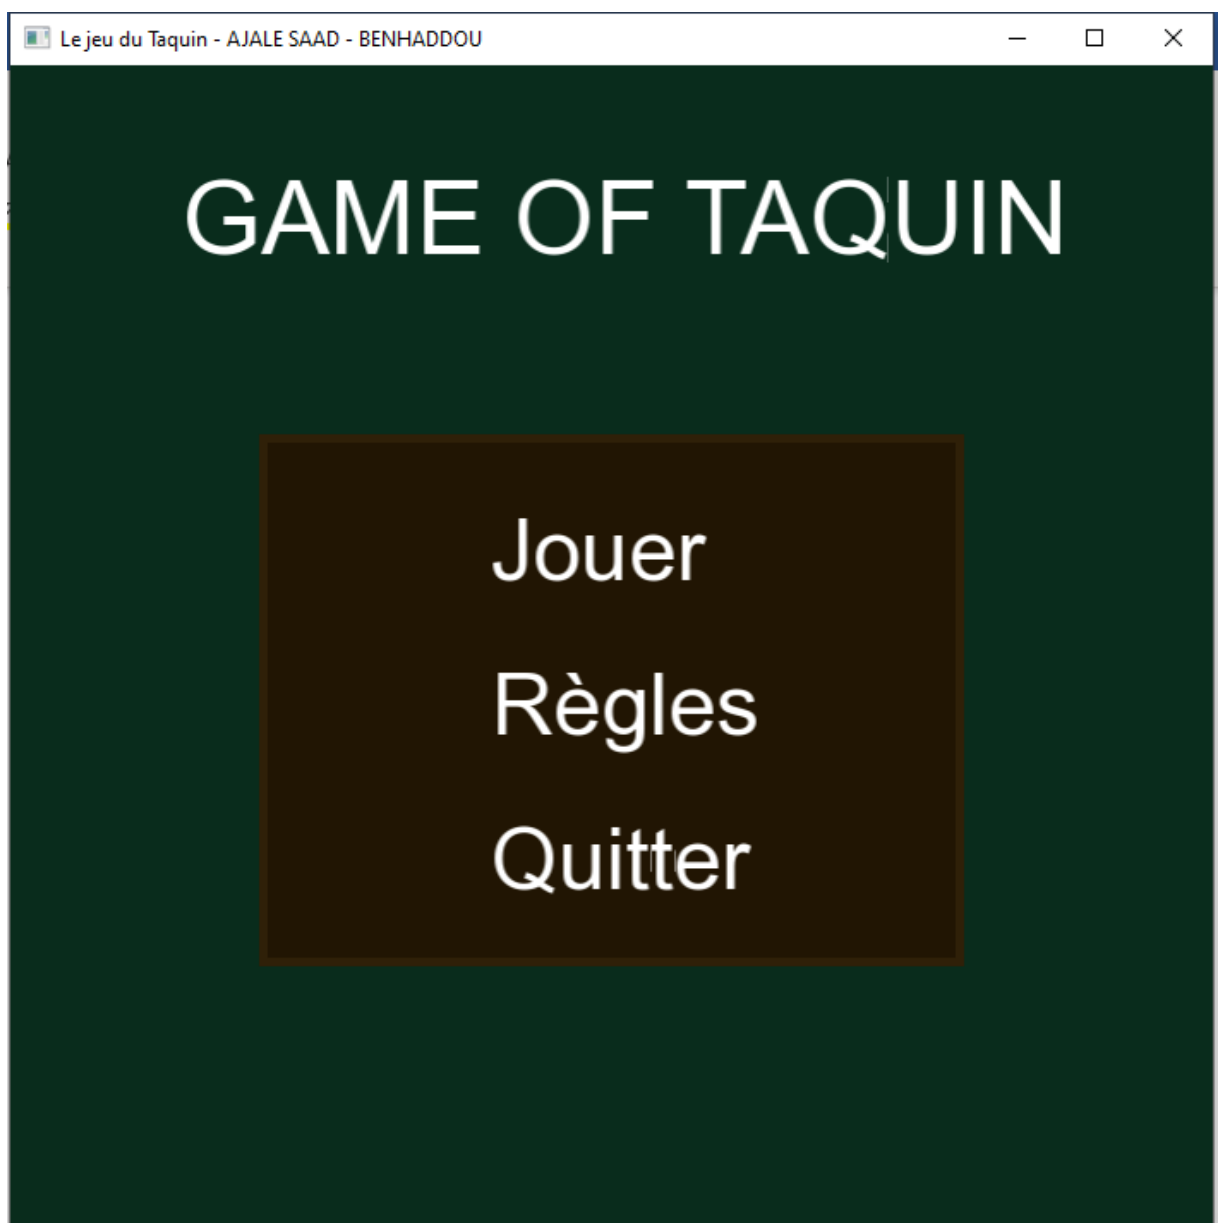 Le jeu du Taquin - AJALE SAAD - BENHADDOU
GAME OF TAQUIN
Jouer
Règles
Quitter